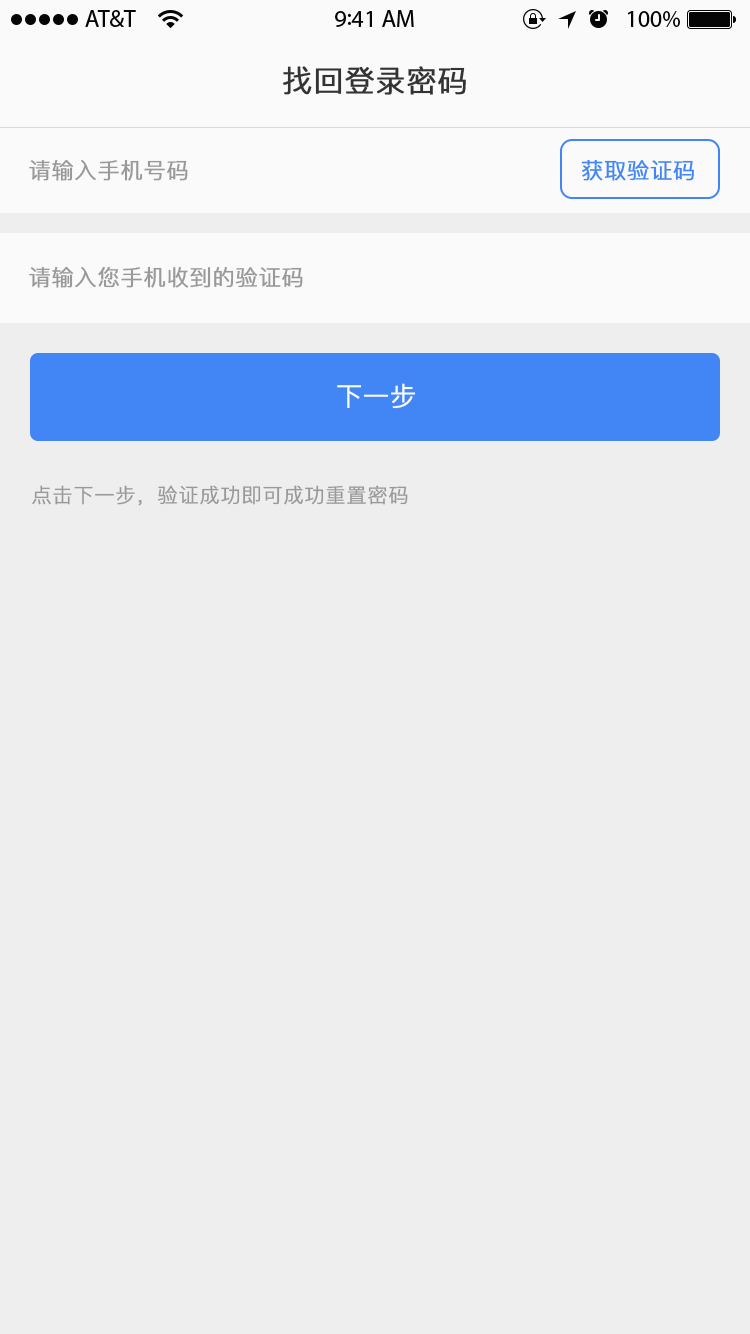 ●●●●● AT&T 9:41 AM 100%
找回登录密码
请输入手机号码 获取验证码
请输入您手机收到的验证码
下一步
点击下一步，验证成功即可成功重置密码